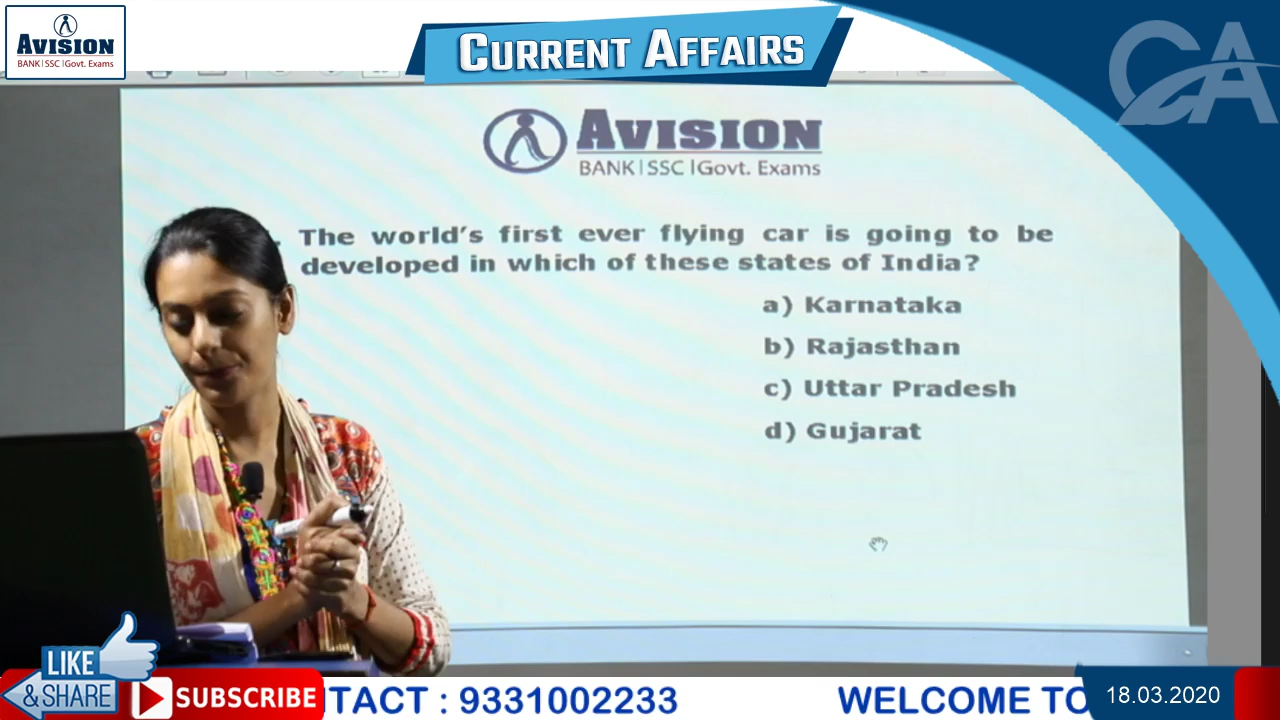 AVISION
BANK | SSC | Govt. Exams
CURRENT AFFAIRS
CA
AVISION
BANK | SSC | Govt. Exams
The world's first ever flying car is going to be
developed in which of these states of India?
a) Karnataka
b) Rajasthan
c) Uttar Pradesh
d) Gujarat
LIKE
& SHARE
SUBSCRIBE
NTACT : 9331002233
WELCOME TO
18.03.2020